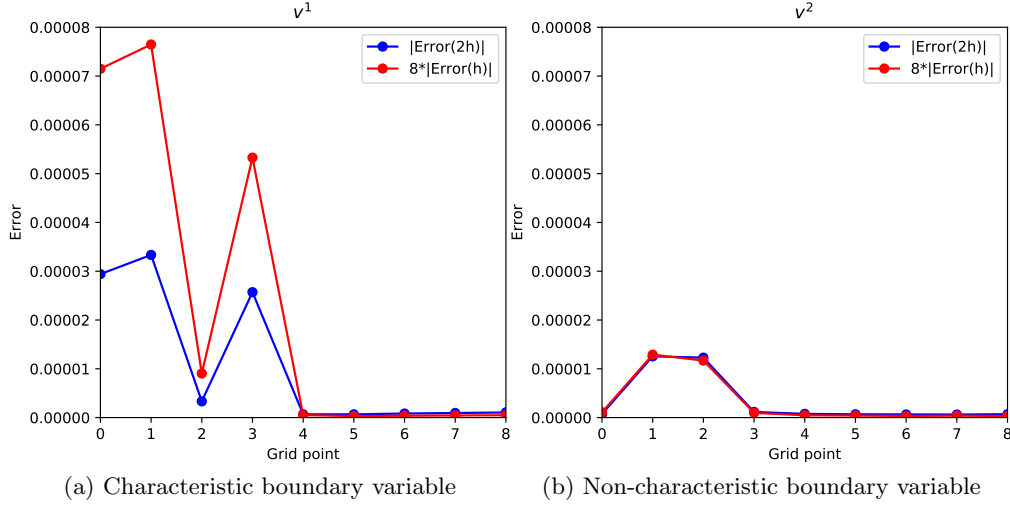 v¹
0.00008
0.00007
0.00006
0.00005
0.00004
0.00003
0.00002
0.00001
0.00000
Error
|Error(2h)|
8*|Error(h)|
0 1 2 3 4 5 6 7 8
Grid point
(a) Characteristic boundary variable
v²
0.00008
0.00007
0.00006
0.00005
0.00004
0.00003
0.00002
0.00001
0.00000
Error
|Error(2h)|
8*|Error(h)|
0 1 2 3 4 5 6 7 8
Grid point
(b) Non-characteristic boundary variable